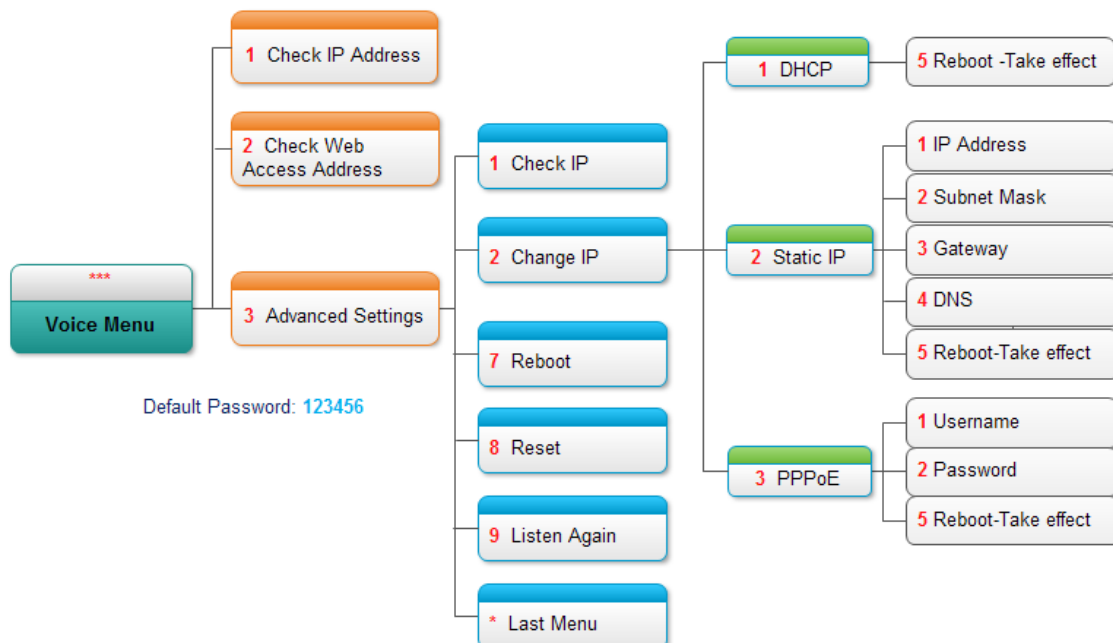 ***
Voice Menu
Default Password: 123456
1 Check IP Address
2 Check Web
Access Address
3 Advanced Settings
1 Check IP
2 Change IP
7 Reboot
8 Reset
9 Listen Again
* Last Menu
1 DHCP
5 Reboot -Take effect
2 Static IP
1 IP Address
2 Subnet Mask
3 Gateway
4 DNS
5 Reboot-Take effect
3 PPPoE
1 Username
2 Password
5 Reboot-Take effect